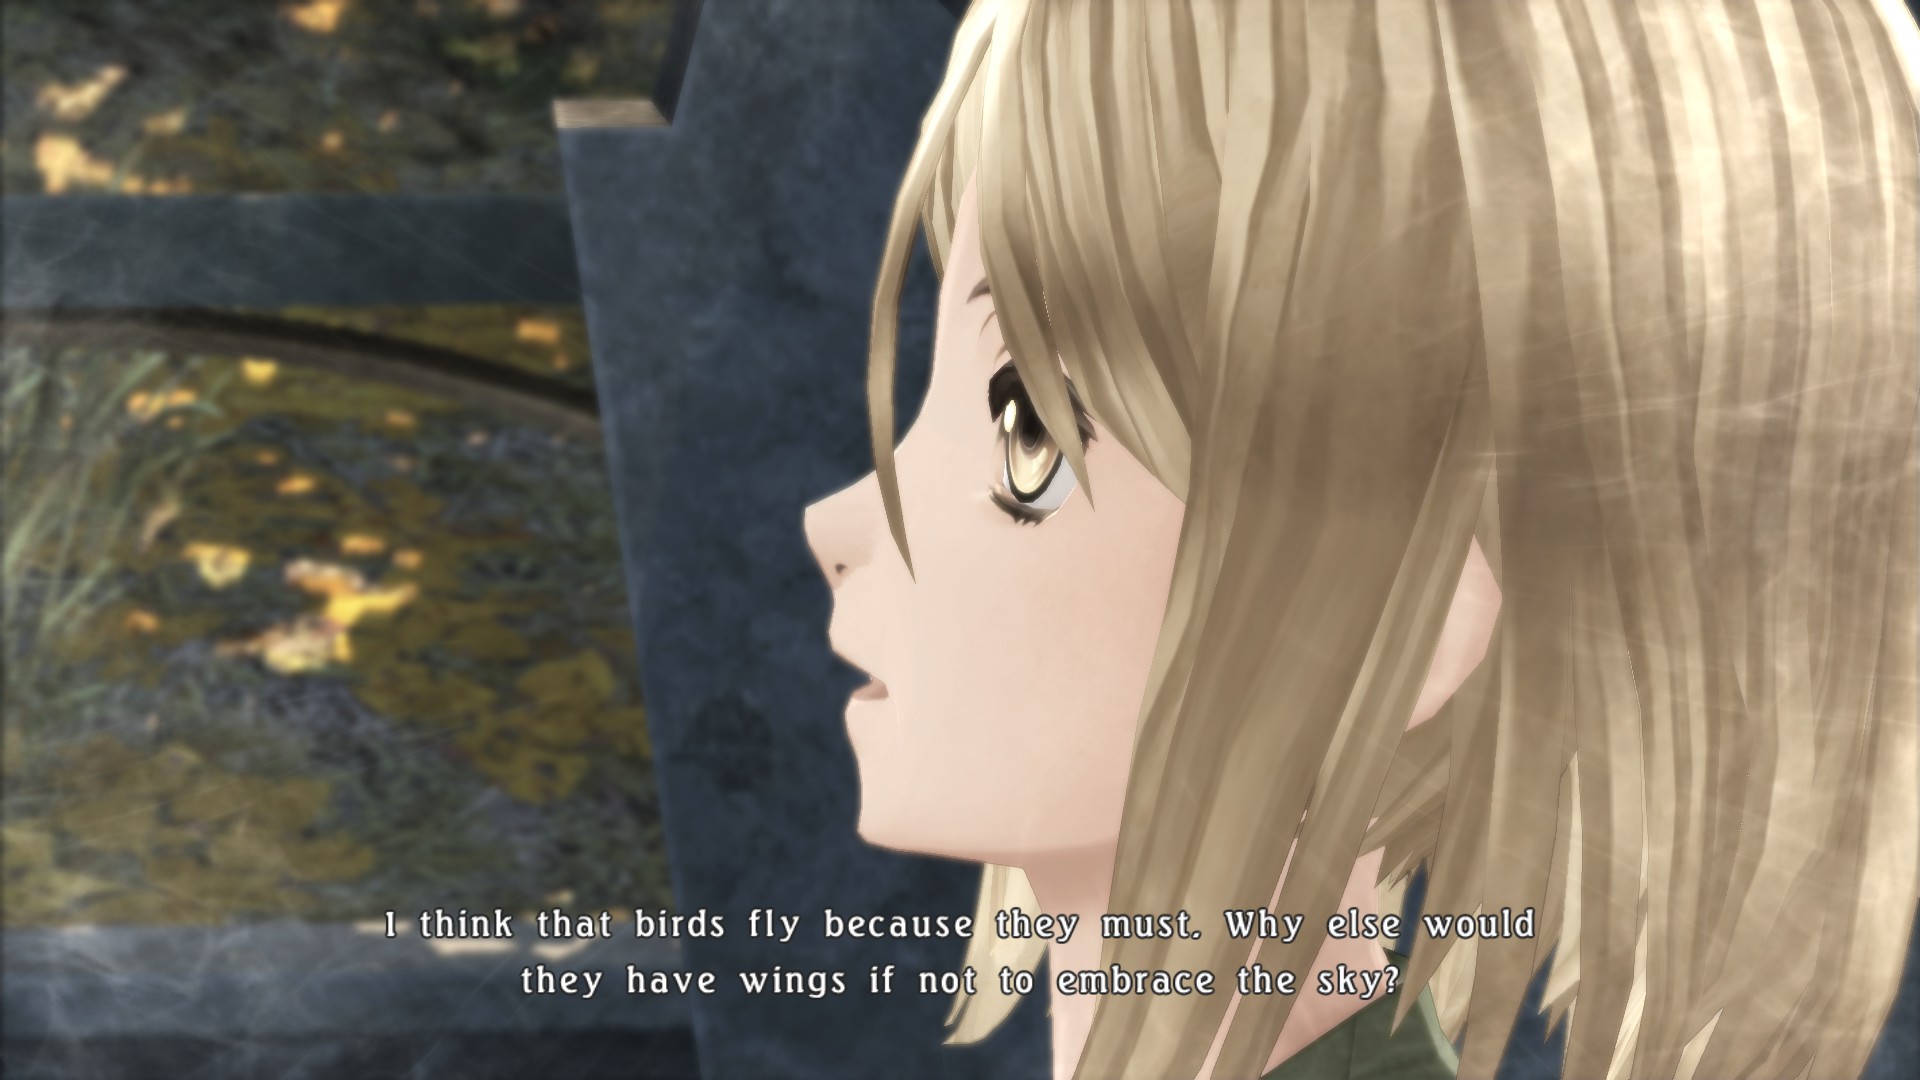 I think that birds fly because they must. Why else would
they have wings if not to embrace the sky?